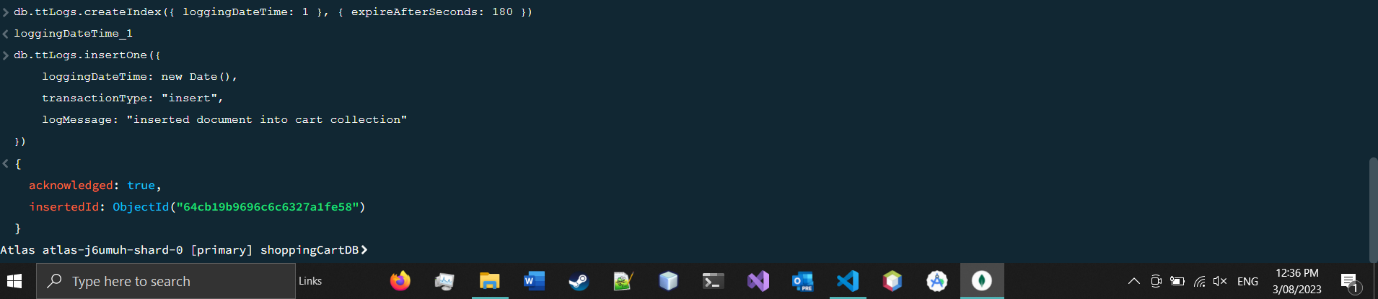 > db.ttLogs.createIndex({ loggingDateTime: 1 }, { expireAfterSeconds: 180 })
< loggingDateTime_1
> db.ttLogs.insertOne({
loggingDateTime: new Date(),
transactionType: "insert",
logMessage: "inserted document into cart collection"
})
< {
acknowledged: true,
insertedId: ObjectId("64cb19b9696c6c6327a1fe58")
}
Atlas atlas-j6umuh-shard-0 [primary] shoppingCartDB>
Type here to search Links PRE ENG 12:36 PM 1
3/08/2023